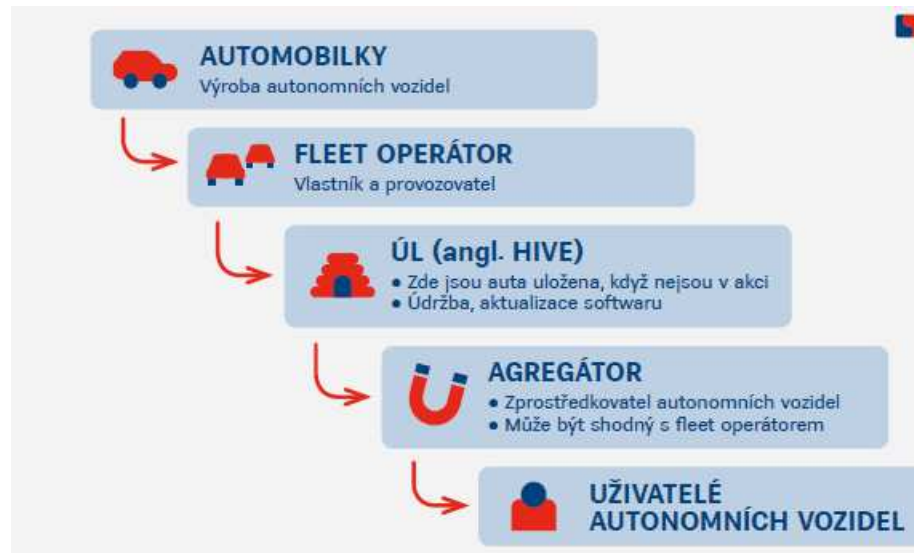 AUTOMOBILKY
Výroba autonomních vozidel
FLEET OPERÁTOR
Vlastník a provozovatel
ÚL (angl. HIVE)
• Zde jsou auta uložena, když nejsou v akci
• Údržba, aktualizace softwaru
AGREGÁTOR
• Zprostředkovatel autonomních vozidel
• Může být shodný s fleet operátorem
UŽIVATELÉ
AUTONOMNÍCH VOZIDEL